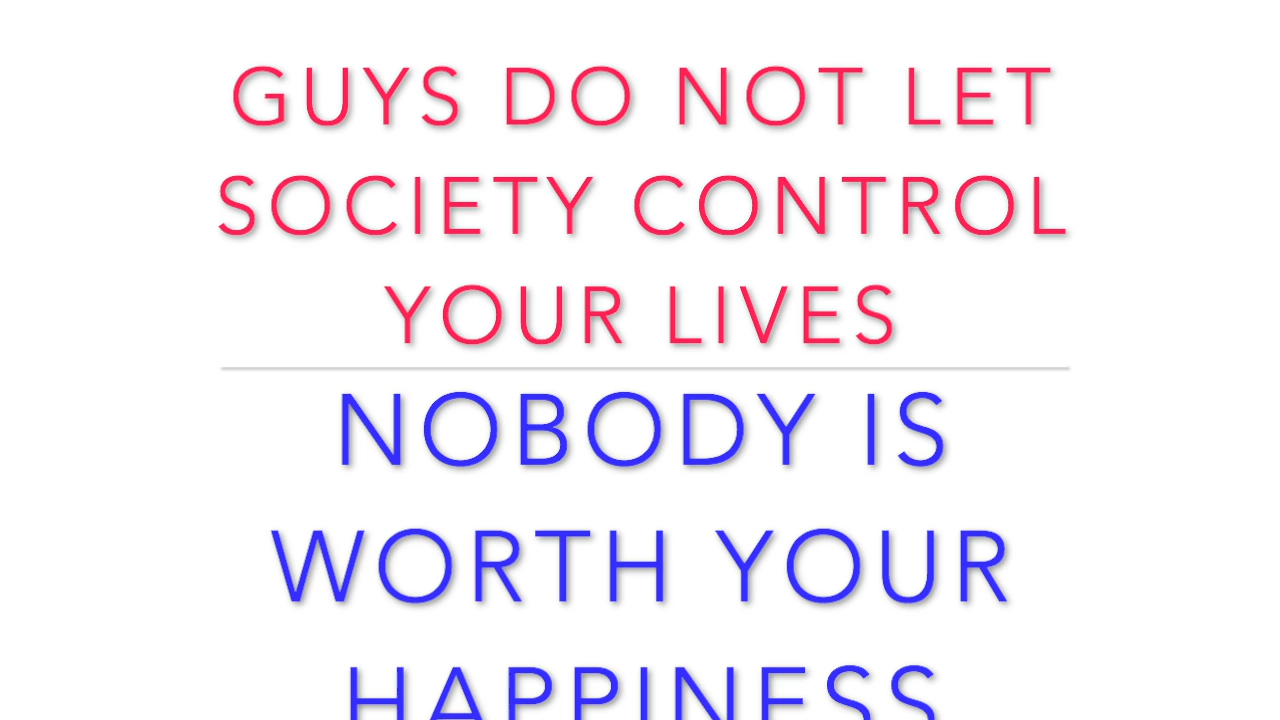 GUYS DO NOT LET
SOCIETY CONTROL
YOUR LIVES
NOBODY IS
WORTH YOUR
HAPPINESS